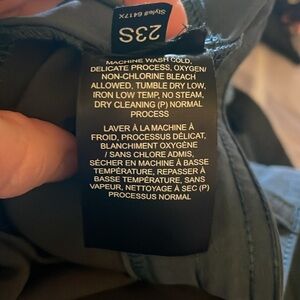 Style# 6417X
23S
MACHINE WASH COLD,
DELICATE PROCESS, OXYGEN/
NON-CHLORINE BLEACH
ALLOWED, TUMBLE DRY LOW,
IRON LOW TEMP, NO STEAM,
DRY CLEANING (P) NORMAL
PROCESS
LAVER À LA MACHINE À
FROID, PROCESSUS DÉLICAT,
BLANCHIMENT OXYGÈNE
/ SANS CHLORE ADMIS,
SÉCHER EN MACHINE À BASSE
TEMPÉRATURE, REPASSER À
BASSE TEMPÉRATURE, SANS
VAPEUR, NETTOYAGE À SEC (P)
PROCESSUS NORMAL